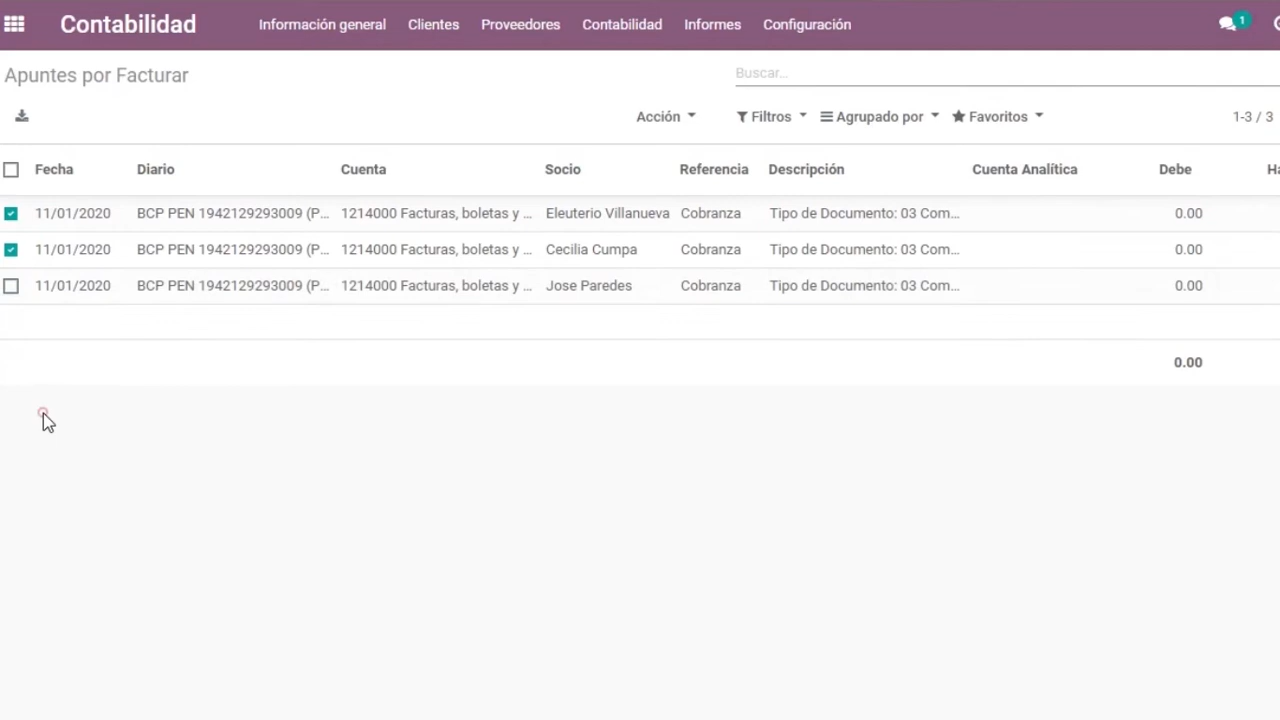 Contabilidad Información general Clientes Proveedores Contabilidad Informes Configuración 1
Apuntes por Facturar Buscar...
Acción Filtros Agrupado por Favoritos 1-3 / 3
Fecha Diario Cuenta Socio Referencia Descripción Cuenta Analítica Debe
11/01/2020 BCP PEN 1942129293009 (P... 1214000 Facturas, boletas y ... Eleuterio Villanueva Cobranza Tipo de Documento: 03 Com... 0.00
11/01/2020 BCP PEN 1942129293009 (P... 1214000 Facturas, boletas y ... Cecilia Cumpa Cobranza Tipo de Documento: 03 Com... 0.00
11/01/2020 BCP PEN 1942129293009 (P... 1214000 Facturas, boletas y ... Jose Paredes Cobranza Tipo de Documento: 03 Com... 0.00
0.00